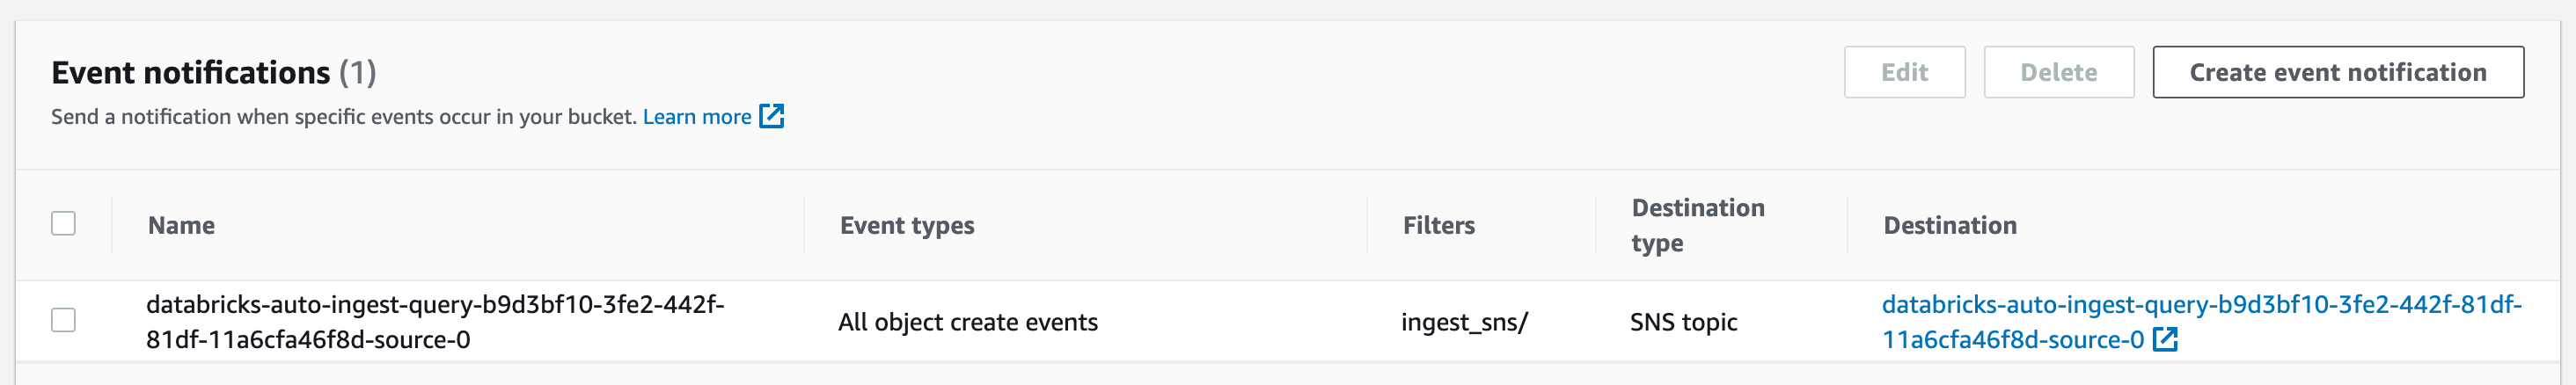 Event notifications (1)
Edit
Delete
Create event notification
Send a notification when specific events occur in your bucket. Learn more
Name
Event types
Filters
Destination
type
Destination
databricks-auto-ingest-query-b9d3bf10-3fe2-442f-
81df-11a6cfa46f8d-source-0
All object create events
ingest_sns/
SNS topic
databricks-auto-ingest-query-b9d3bf10-3fe2-442f-81df-
11a6cfa46f8d-source-0